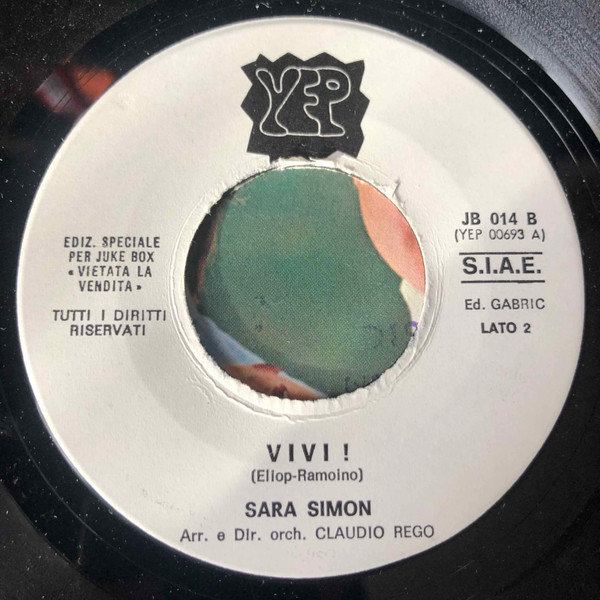 YEP
EDIZ. SPECIALE
PER JUKE BOX
« VIETATA LA
VENDITA »
TUTTI I DIRITTI
RISERVATI
JB 014 B
(YEP 00693 A)
S.I.A.E.
Ed. GABRIC
LATO 2
VIVI !
(Eliop-Ramoino)
SARA SIMON
Arr. e Dir. orch. CLAUDIO REGO